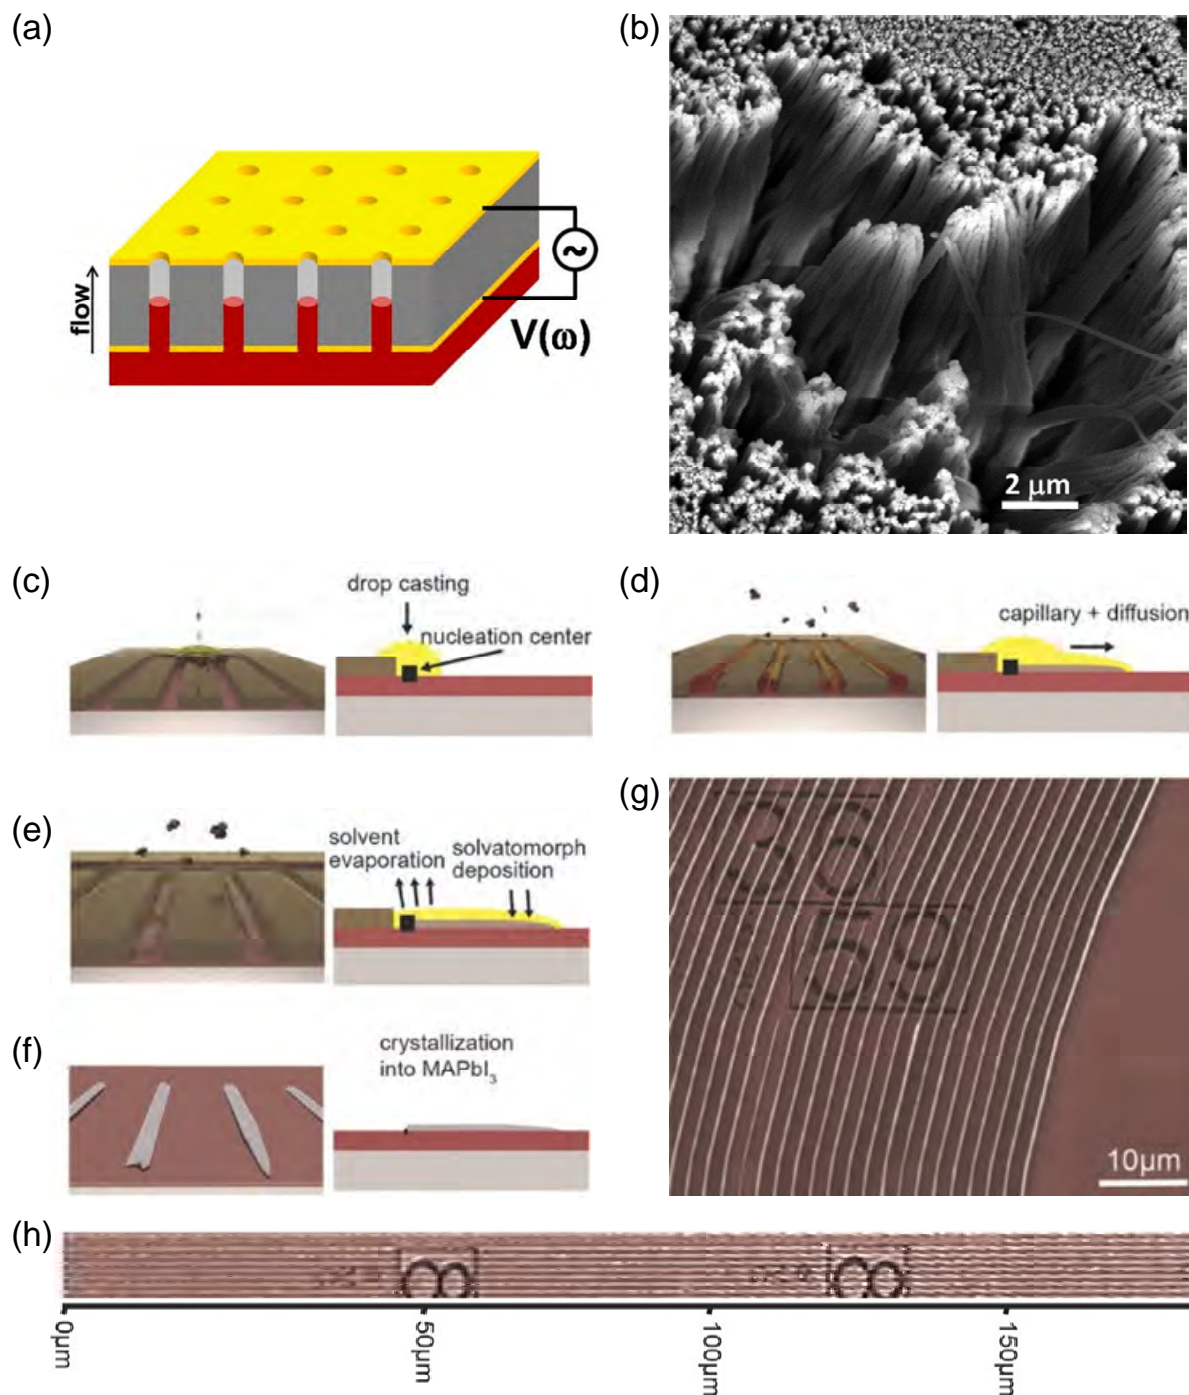 (a)
flow
~
V(ω)
(b)
2 μm
(c)
drop casting
nucleation center
(d)
capillary + diffusion
(e)
solvent
evaporation
solvatomorph
deposition
(f)
crystallization
into MAPbI₃
(g)
59
10μm
(h)
0μm
50μm
100μm
150μm